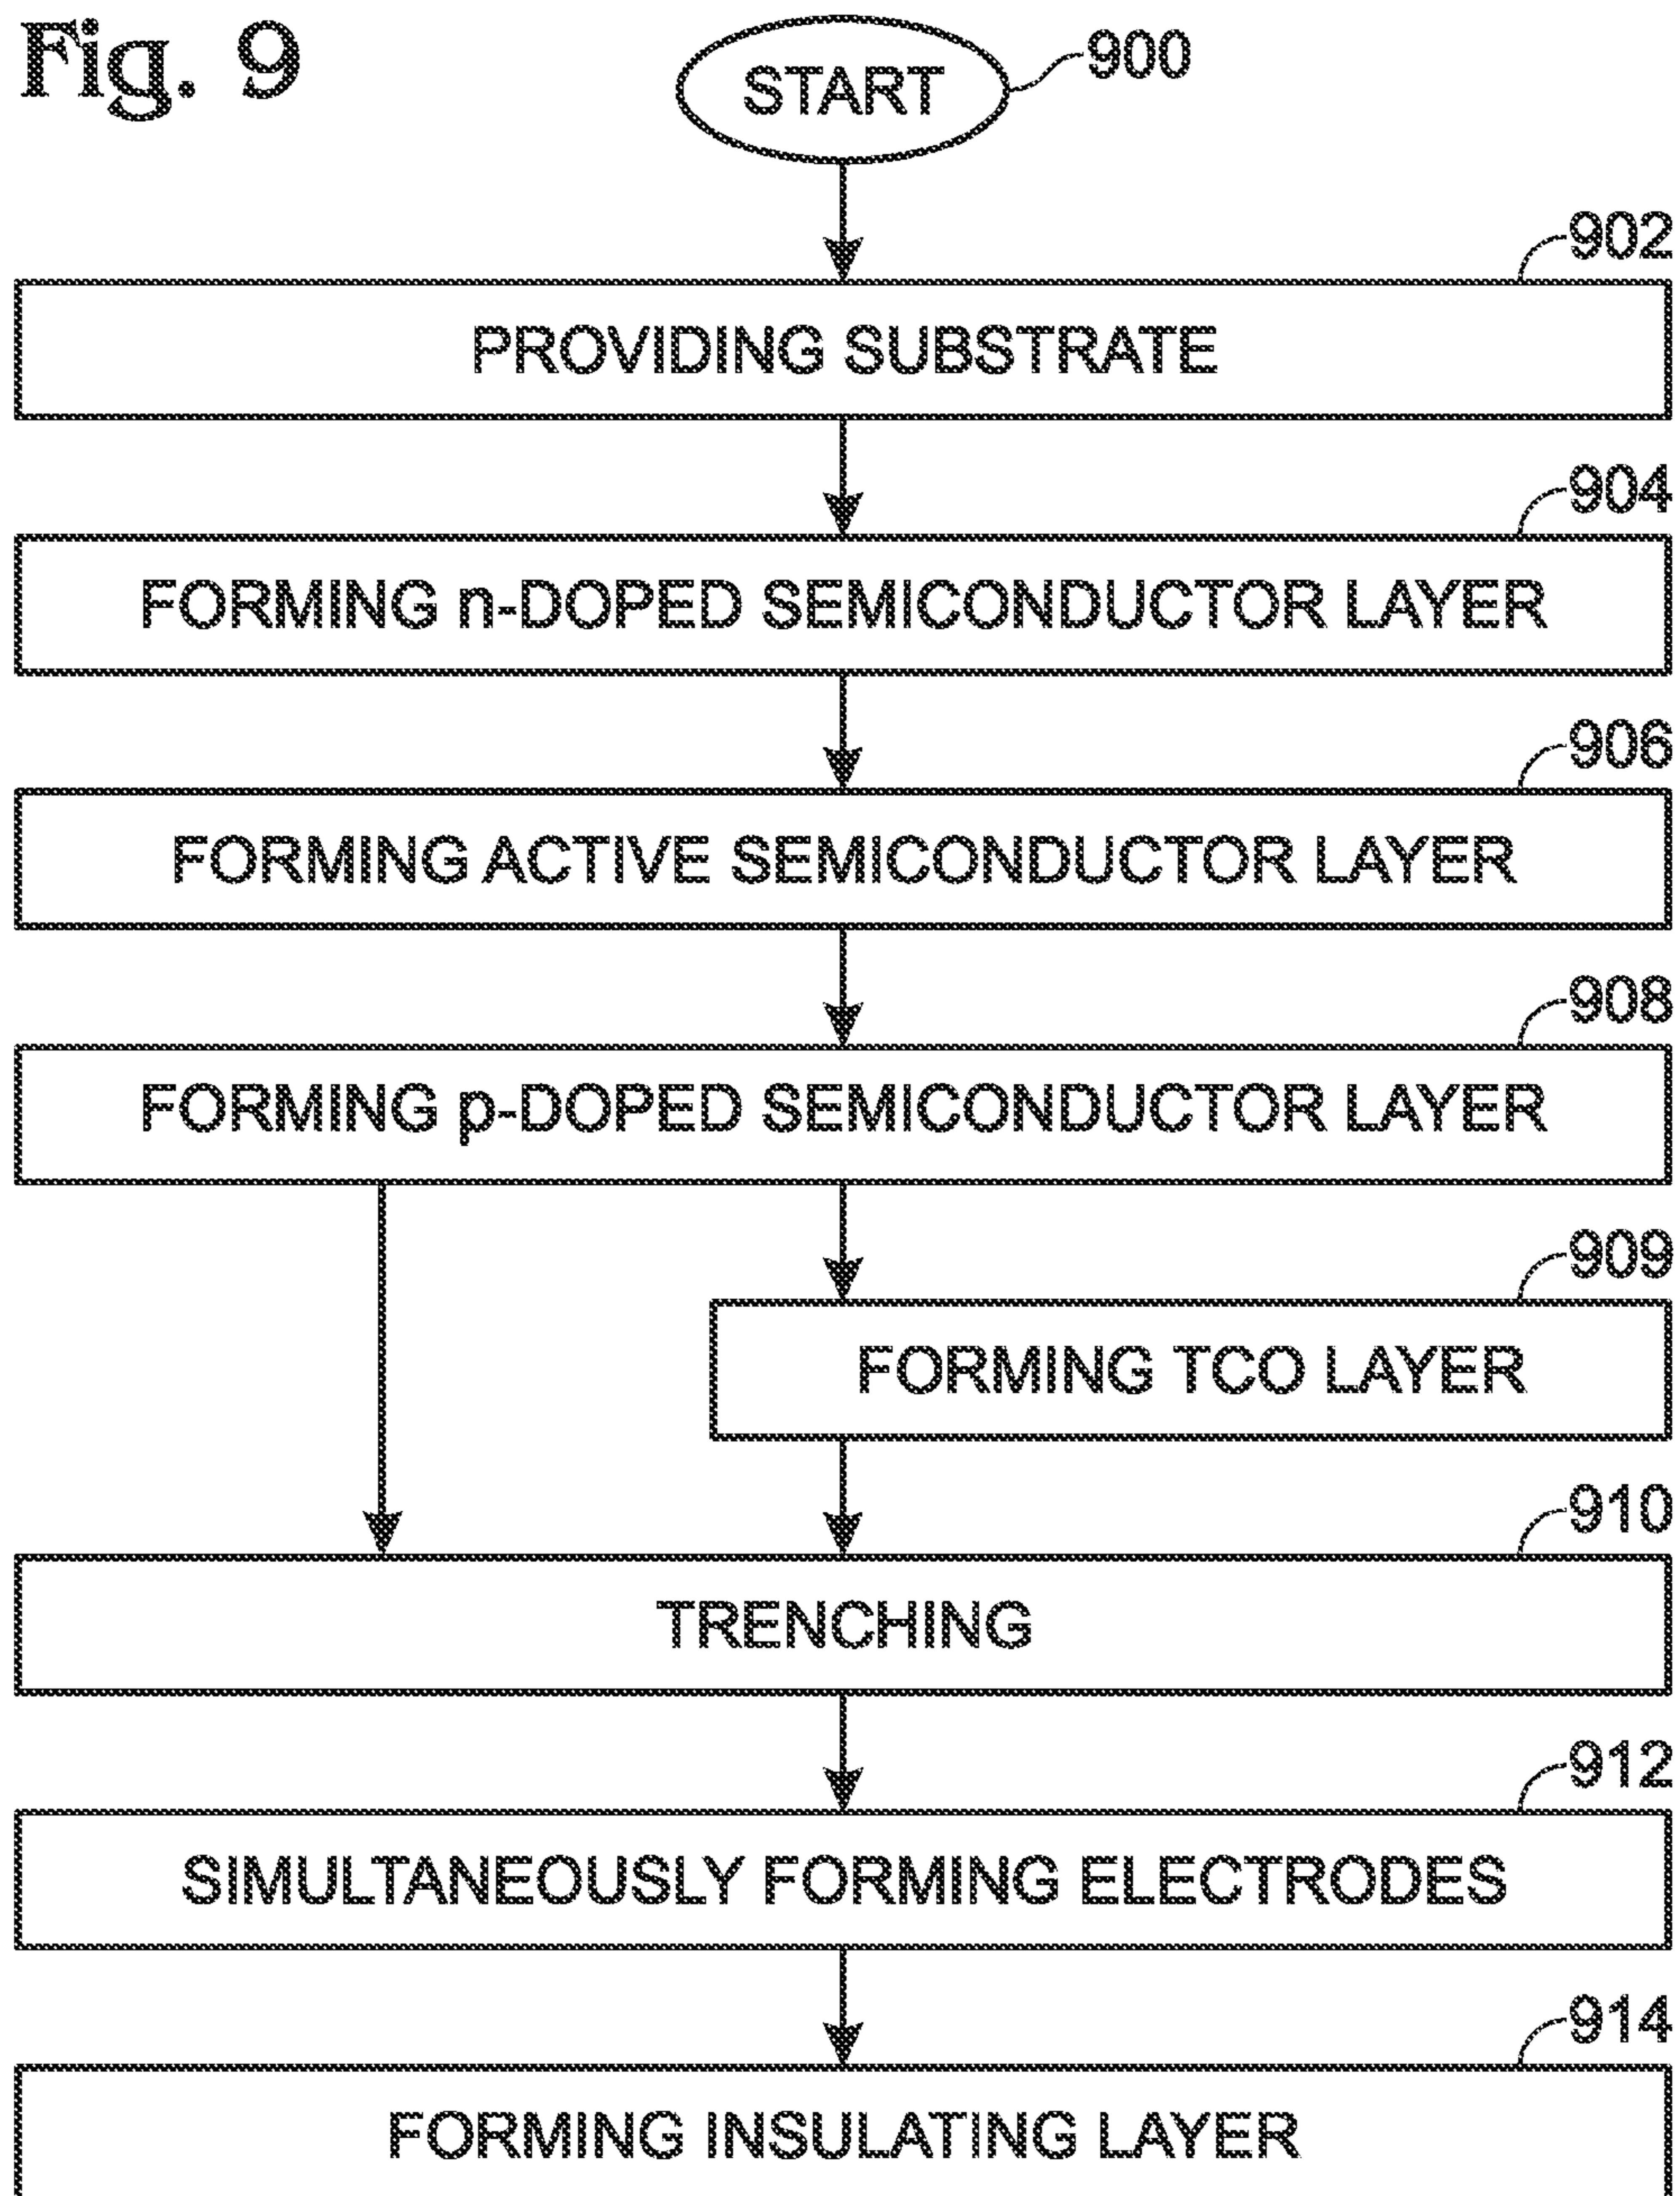 Fig. 9
START
900
902
PROVIDING SUBSTRATE
904
FORMING n-DOPED SEMICONDUCTOR LAYER
906
FORMING ACTIVE SEMICONDUCTOR LAYER
908
FORMING p-DOPED SEMICONDUCTOR LAYER
909
FORMING TCO LAYER
910
TRENCHING
912
SIMULTANEOUSLY FORMING ELECTRODES
914
FORMING INSULATING LAYER